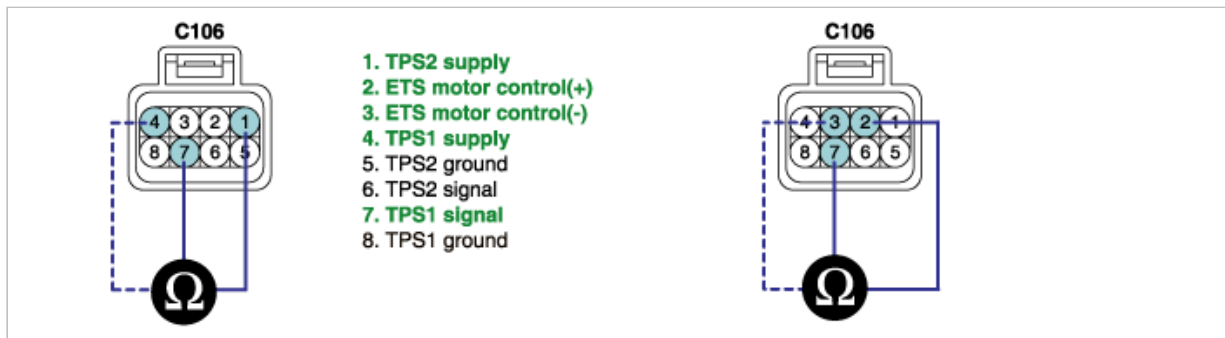 C106
4 3 2 1
8 7 6 5
Ω
1. TPS2 supply
2. ETS motor control(+)
3. ETS motor control(-)
4. TPS1 supply
5. TPS2 ground
6. TPS2 signal
7. TPS1 signal
8. TPS1 ground
C106
4 3 2 1
8 7 6 5
Ω